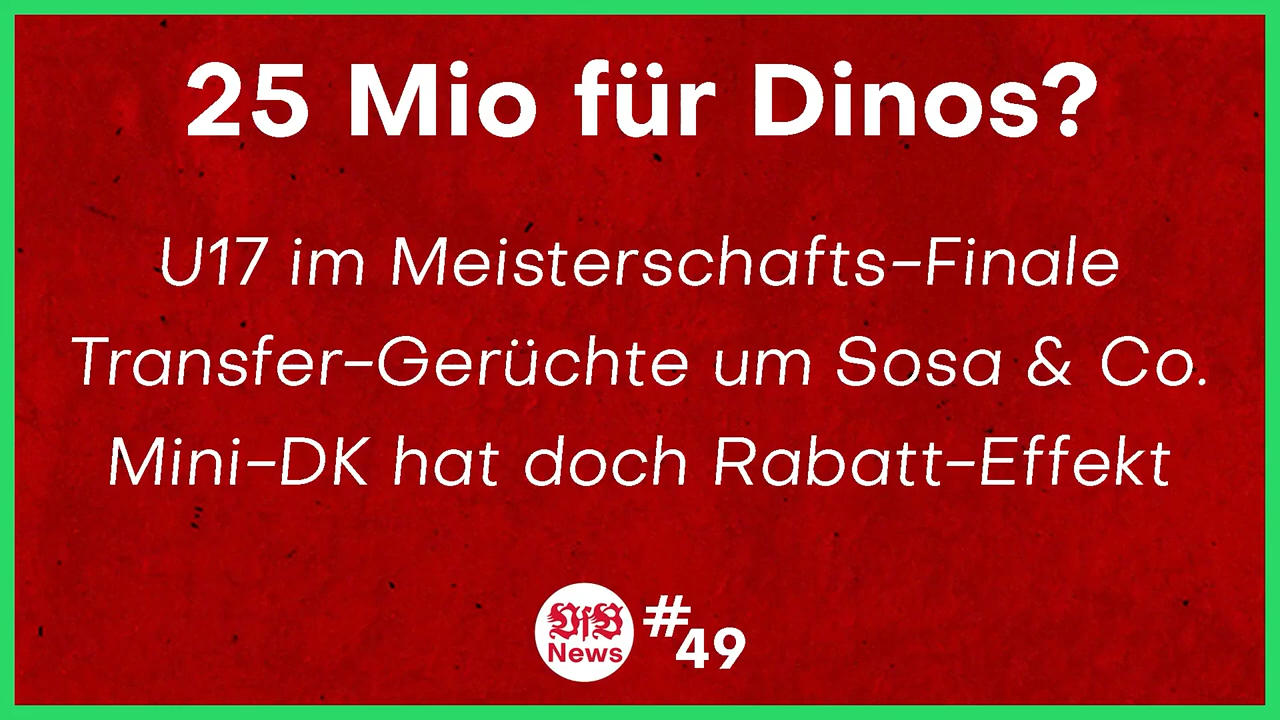 25 Mio für Dinos?
U17 im Meisterschafts-Finale
Transfer-Gerüchte um Sosa & Co.
Mini-DK hat doch Rabatt-Effekt
VfB
News
#49